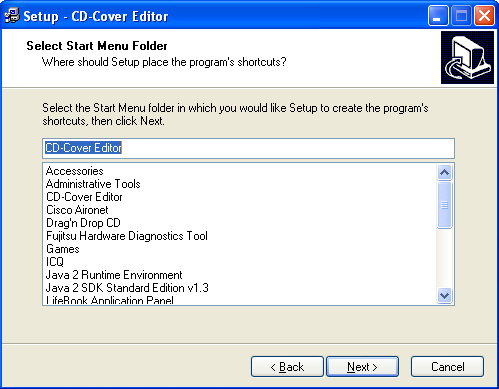 Setup - CD-Cover Editor
Select Start Menu Folder
Where should Setup place the program's shortcuts?
Select the Start Menu folder in which you would like Setup to create the program's
shortcuts, then click Next.
CD-Cover Editor
Accessories
Administrative Tools
CD-Cover Editor
Cisco Aironet
Drag'n Drop CD
Fujitsu Hardware Diagnostics Tool
Games
ICQ
Java 2 Runtime Environment
Java 2 SDK Standard Edition v1.3
LifeBook Application Panel
< Back
Next >
Cancel